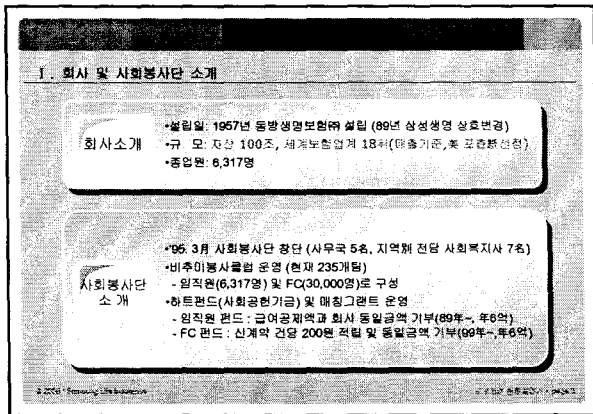 Ⅰ. 회사 및 사회봉사단 소개
회사소개
•설립일: 1957년 동방생명보험㈜ 설립 (89년 삼성생명 상호변경)
•규 모: 자산 100조, 세계보험업계 18위(매출기준,美 포춘誌선정)
•종업원: 6,317명
사회봉사단
소 개
•'95. 3月 사회봉사단 창단 (사무국 5名, 지역別 전담 사회복지사 7名)
•비추미봉사클럽 운영 (현재 235개팀)
- 임직원(6,317명) 및 FC(30,000명)로 구성
•하트펀드(사회공헌기금) 및 매칭그랜트 운영
- 임직원 펀드 : 급여공제액과 회사 동일금액 기부(89年~, 年6억)
- FC 펀드 : 신계약 건당 200원 적립 및 동일금액 기부(99年~,年6억)
Samsung Life Insurance